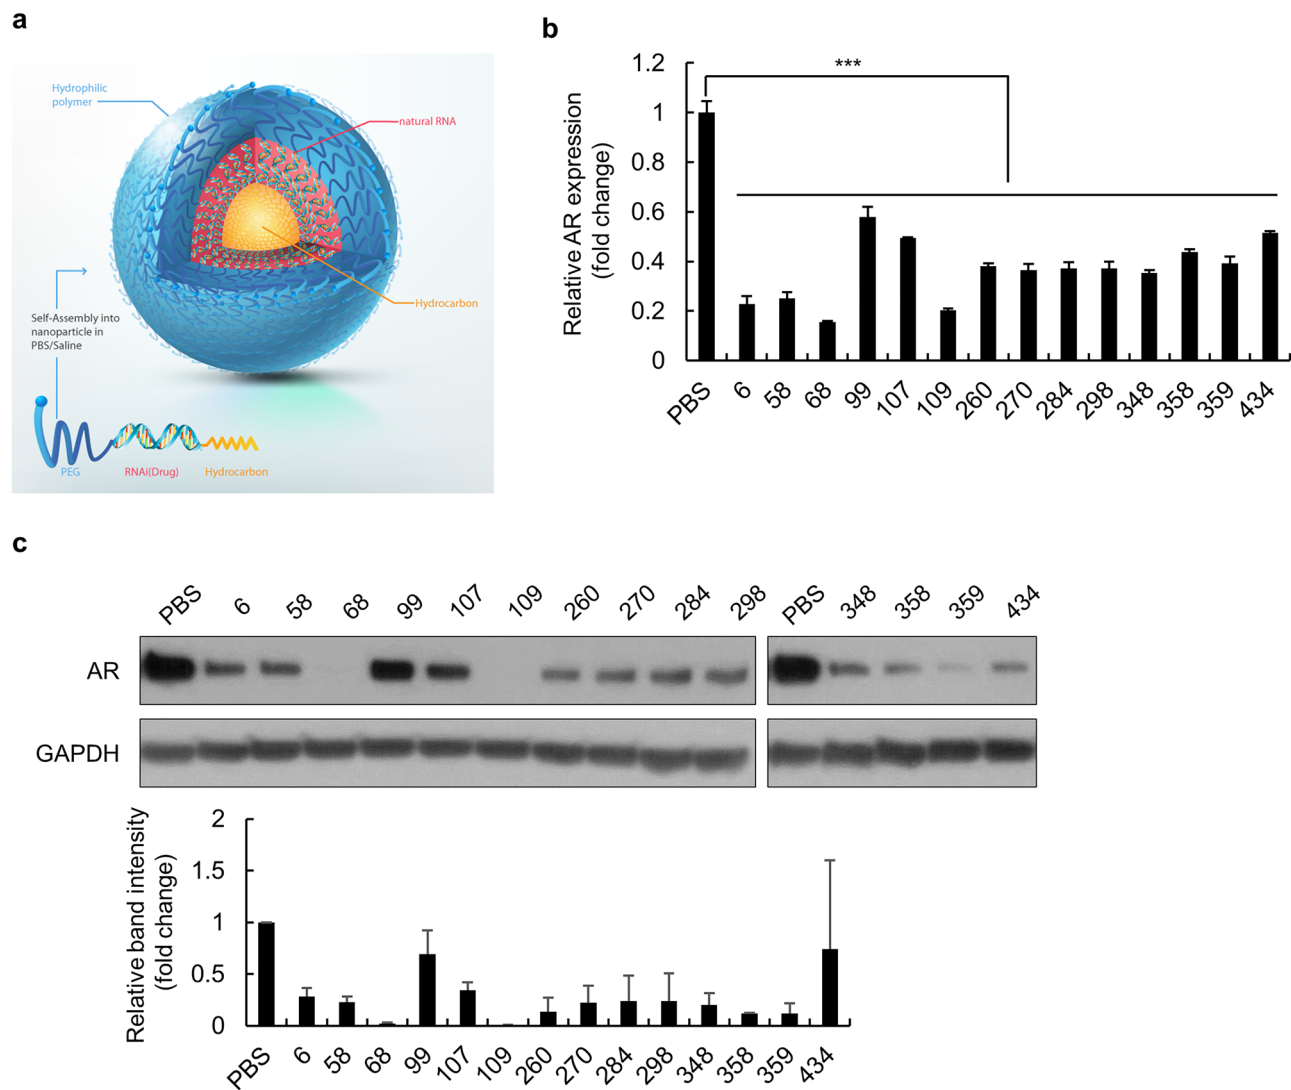 a
Hydrophilic
polymer
natural RNA
Hydrocarbon
Self-Assembly into
nanoparticle in
PBS/Saline
PEG
RNAi(Drug)
Hydrocarbon
b
Relative AR expression
(fold change)
1.2
1
0.8
0.6
0.4
0.2
0
***
PBS 6 58 68 99 107 109 260 270 284 298 348 358 359 434
c
PBS 6 58 68 99 107 109 260 270 284 298 PBS 348 358 359 434
AR
GAPDH
Relative band intensity
(fold change)
2
1.5
1
0.5
0
PBS 6 58 68 99 107 109 260 270 284 298 348 358 359 434